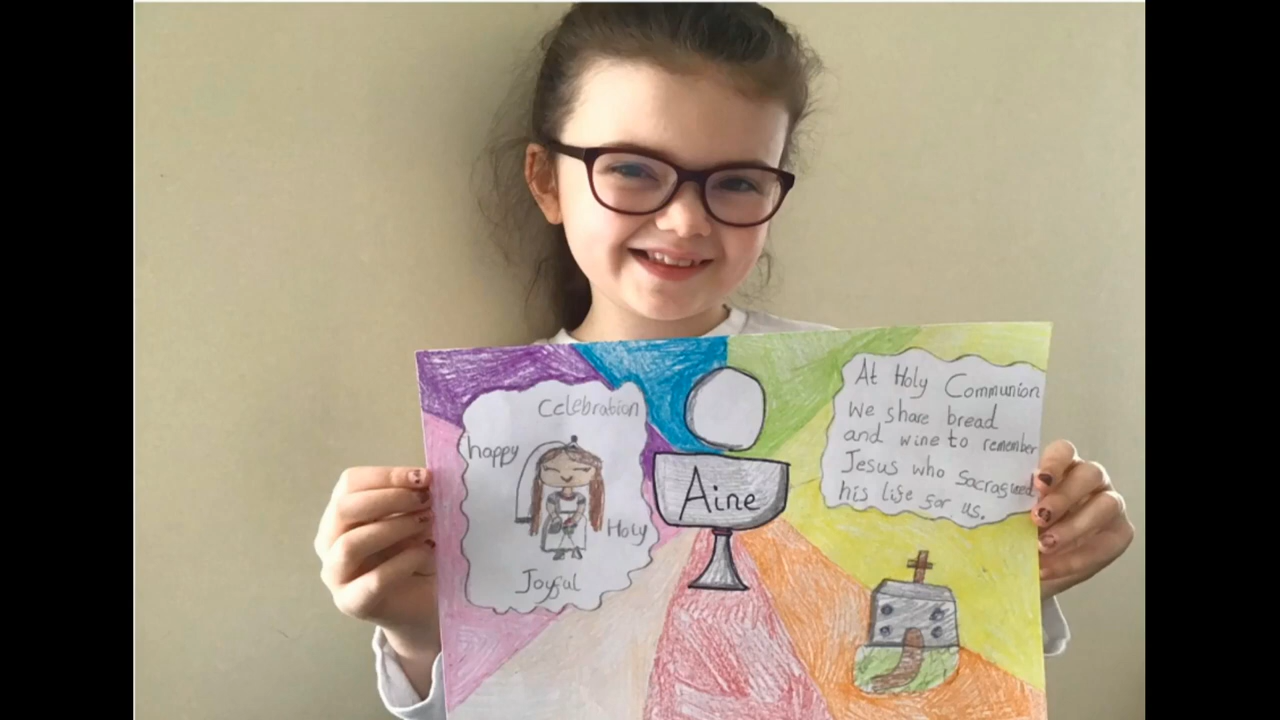 Celebration
happy
Holy
Joyful
Aine
At Holy Communion
we share bread
and wine to remember
Jesus who
his life for us.